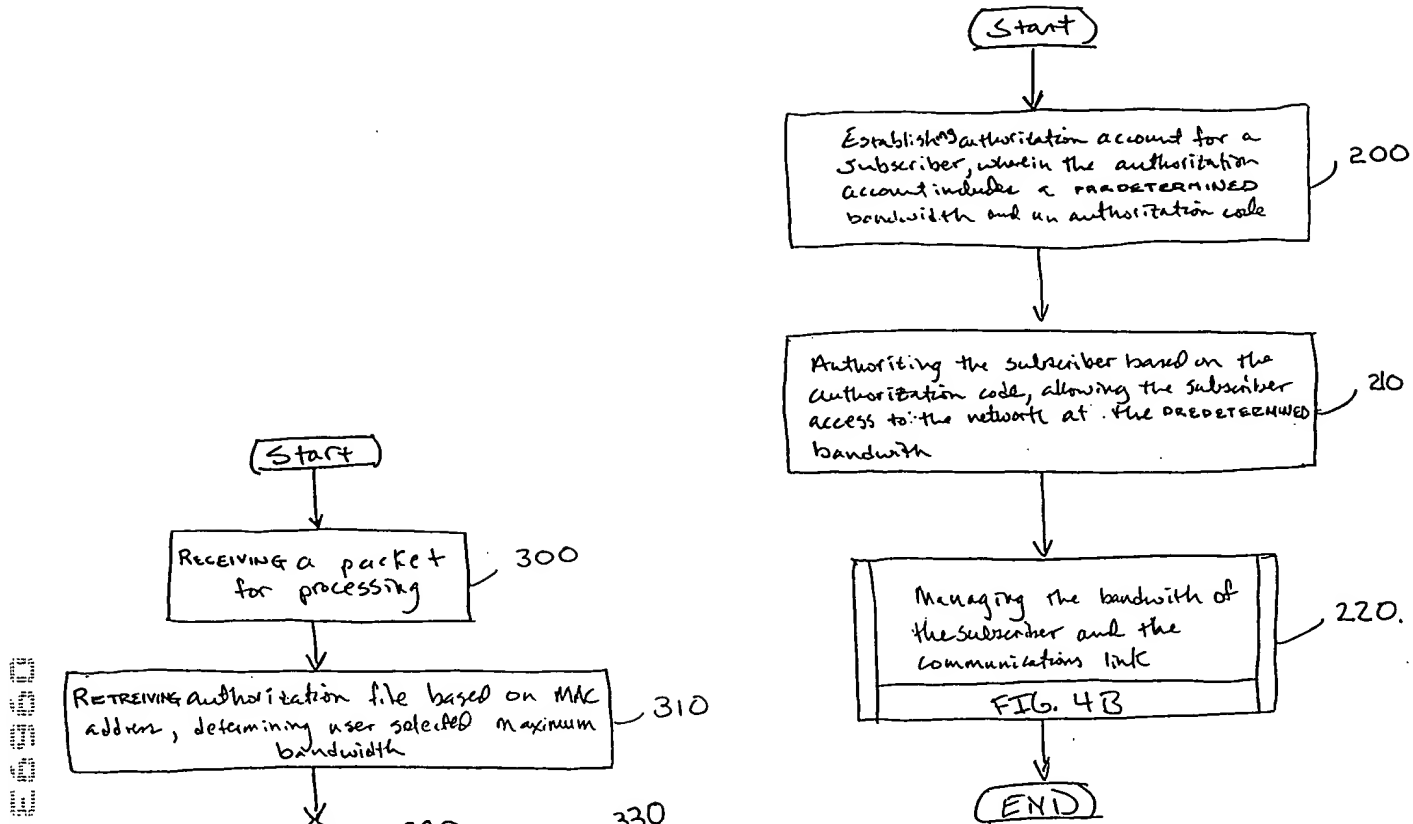 Start
Establishing authorization account for a
subscriber, wherein the authorization
account includes a PREDETERMINED
bandwidth and an authorization code
200
Authorizing the subscriber based on the
authorization code, allowing the subscriber
access to the network at the PREDETERMINED
bandwith
210
Managing the bandwith of
the subscriber and the
communications link
FIG. 4B
220.
END
Start
RECEIVING a packet
for processing
300
RETREIVING authorization file based on MAC
address, determining user selected maximum
bandwidth
310
330